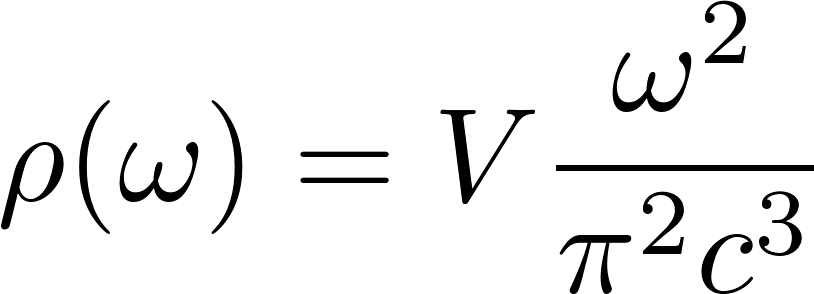 ρ(ω) = V ω² / π²c³